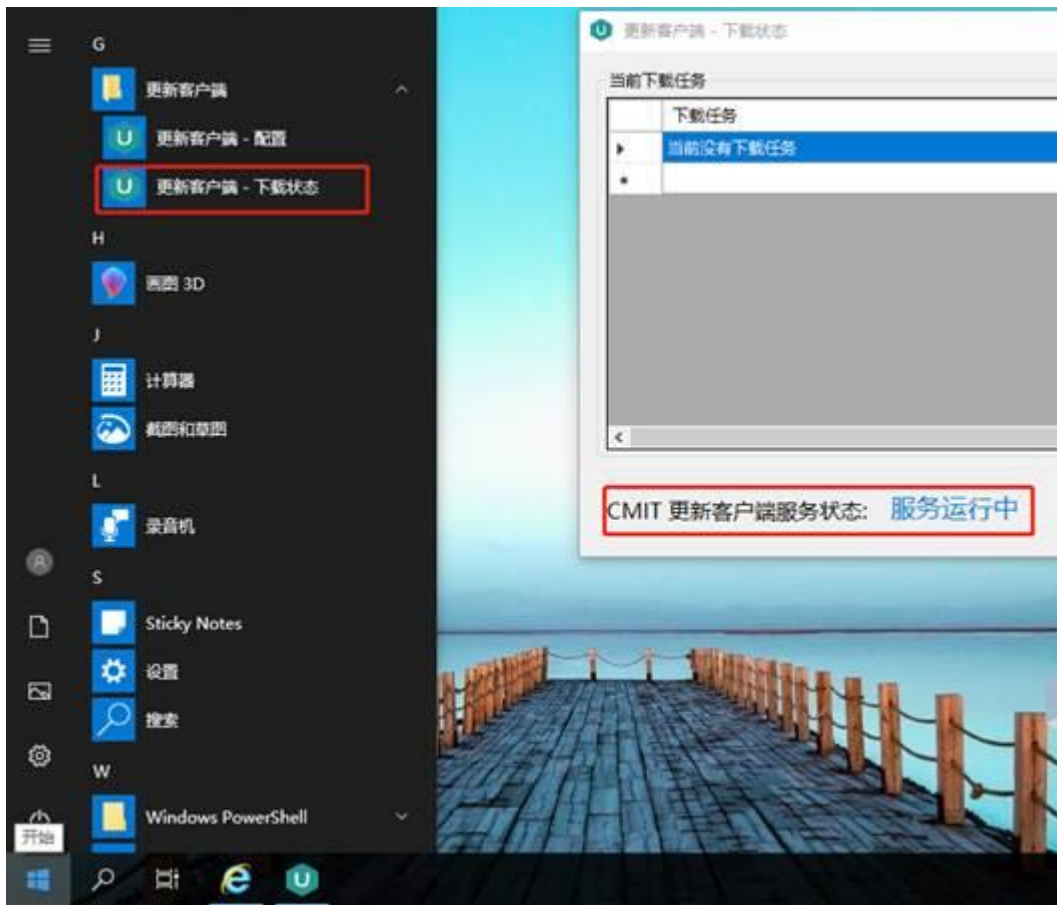 G
更新客户端
更新客户端 - 配置
更新客户端 - 下载状态
H
画图 3D
J
计算器
截图和草图
L
录音机
S
Sticky Notes
设置
搜索
W
Windows PowerShell
开始
更新客户端 - 下载状态
当前下载任务
下载任务
当前没有下载任务
CMIT 更新客户端服务状态: 服务运行中